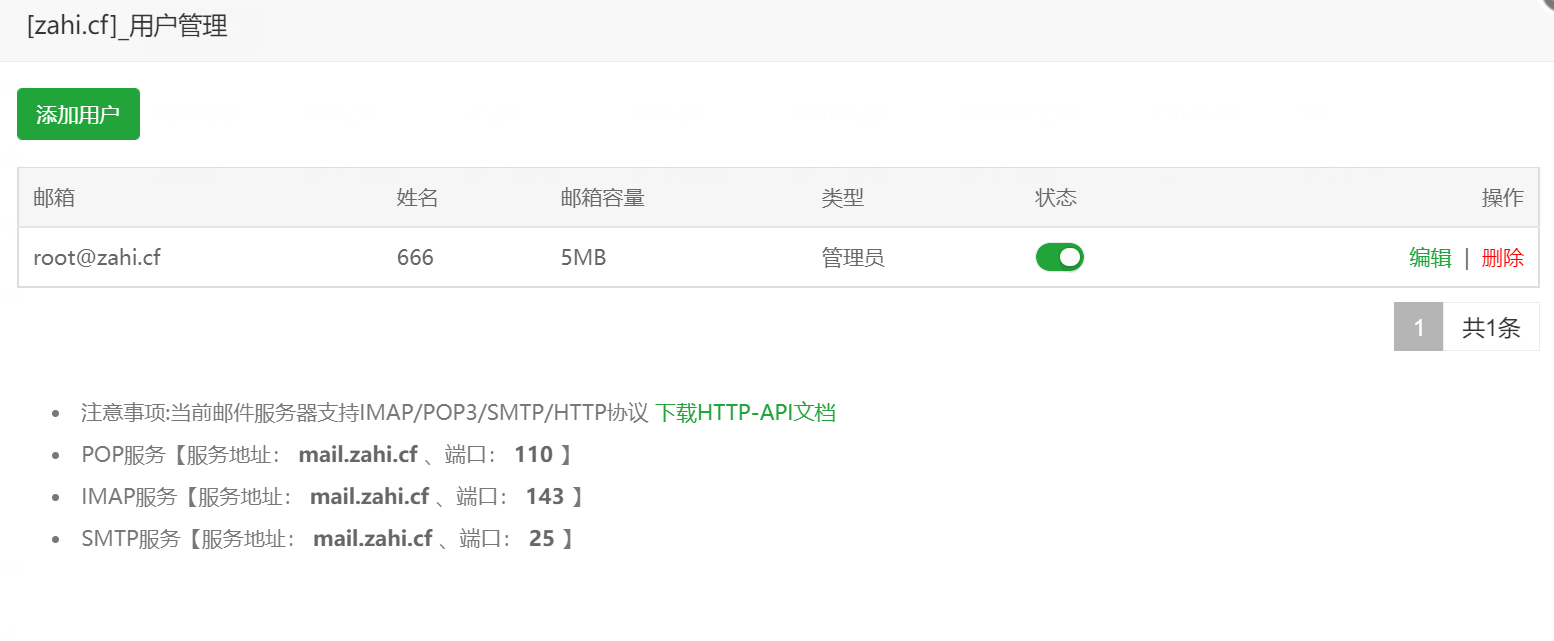 [zahi.cf]_用户管理
添加用户
邮箱 姓名 邮箱容量 类型 状态 操作
root@zahi.cf 666 5MB 管理员 编辑 | 删除
1 共1条
注意事项:当前邮件服务器支持IMAP/POP3/SMTP/HTTP协议 下载HTTP-API文档
POP服务【服务地址： mail.zahi.cf 、端口： 110 】
IMAP服务【服务地址： mail.zahi.cf 、端口： 143 】
SMTP服务【服务地址： mail.zahi.cf 、端口： 25 】